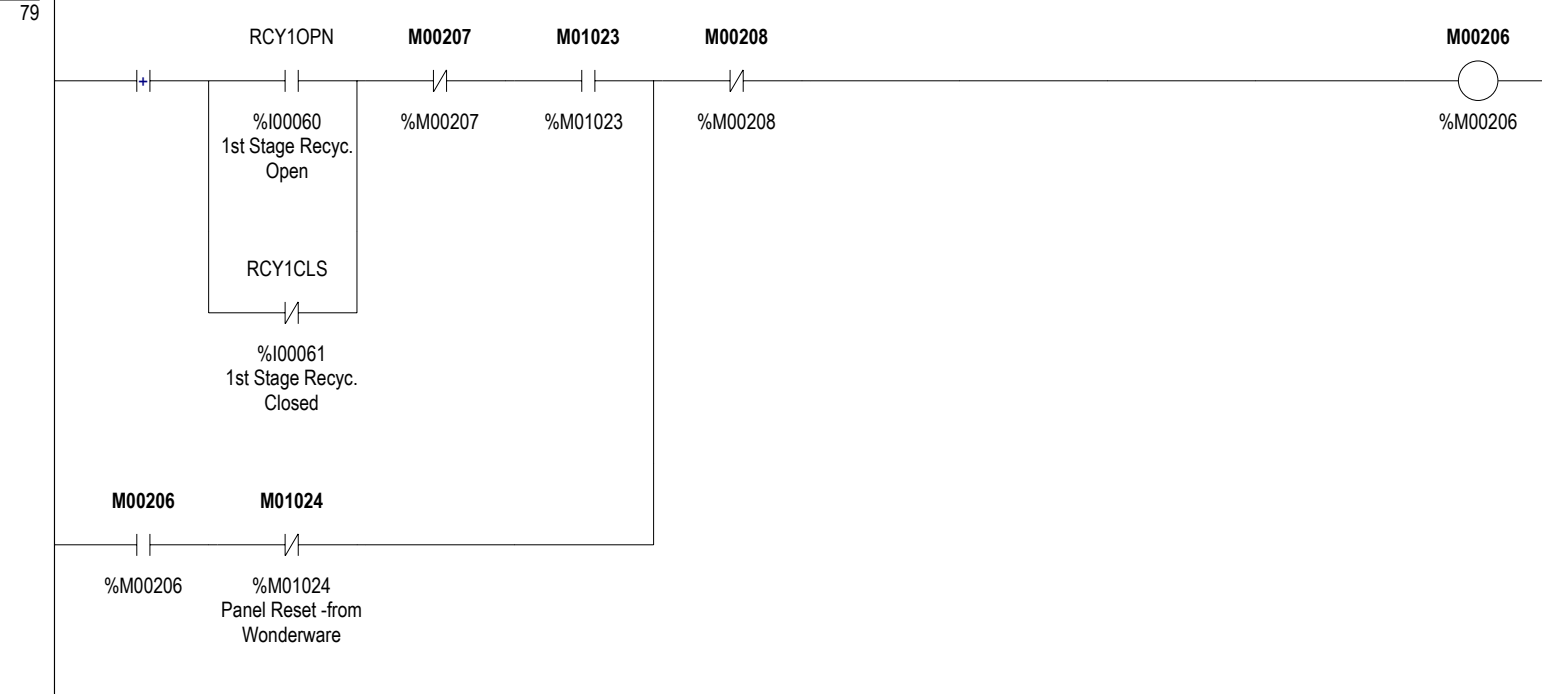 79
RCY1OPN M00207 M01023 M00208 M00206
+
%I00060 %M00207 %M01023 %M00208 %M00206
1st Stage Recyc.
Open
RCY1CLS
%I00061
1st Stage Recyc.
Closed
M00206 M01024
%M00206 %M01024
Panel Reset -from
Wonderware